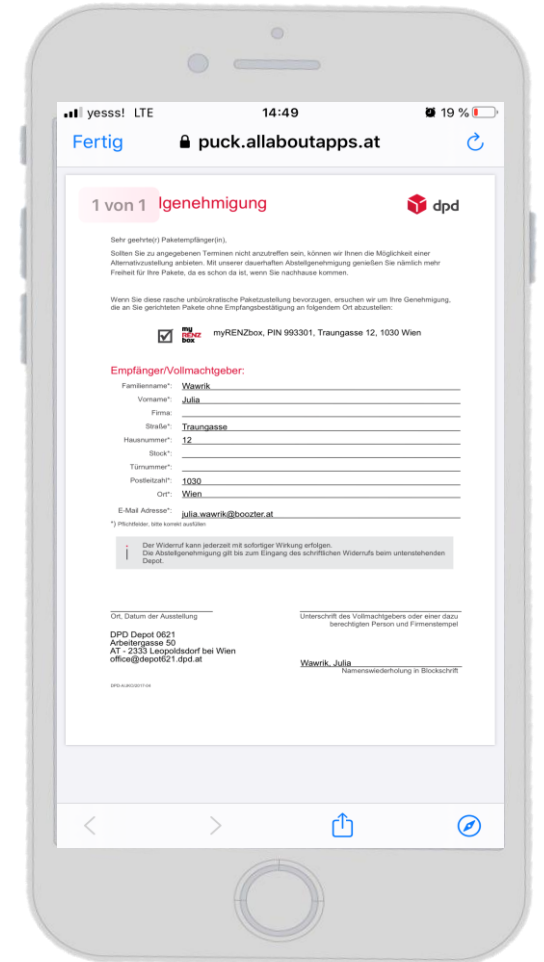 yesss! LTE 14:49 19 %
Fertig puck.allaboutapps.at
1 von 1 lgenehmigung dpd
Sehr geehrte(r) Paketempfänger(in),
Sollten Sie zu angegebenen Terminen nicht anzutreffen sein, können wir Ihnen die Möglichkeit einer
Alternativzustellung anbieten. Mit unserer dauerhaften Abstellgenehmigung genießen Sie nämlich mehr
Freiheit für Ihre Pakete, da es schon da ist, wenn Sie nachhause kommen.
Wenn Sie diese rasche unbürokratische Paketzustellung bevorzugen, ersuchen wir um Ihre Genehmigung,
die an Sie gerichteten Pakete ohne Empfangsbestätigung an folgendem Ort abzustellen:
my
RENZ
box
myRENZbox, PIN 993301, Traungasse 12, 1030 Wien
Empfänger/Vollmachtgeber:
Familienname*: Wawrik
Vorname*: Julia
Firma:
Straße*: Traungasse
Hausnummer*: 12
Stock*:
Türnummer*:
Postleitzahl*: 1030
Ort*: Wien
E-Mail Adresse*: julia.wawrik@boozter.at
*) Pflichtfelder, bitte korrekt ausfüllen
i Der Widerruf kann jederzeit mit sofortiger Wirkung erfolgen.
Die Abstellgenehmigung gilt bis zum Eingang des schriftlichen Widerrufs beim untenstehenden
Depot.
Ort, Datum der Ausstellung
Unterschrift des Vollmachtgebers oder einer dazu
berechtigten Person und Firmenstempel
DPD Depot 0621
Arbeitergasse 50
AT - 2333 Leopoldsdorf bei Wien
office@depot621.dpd.at
Wawrik, Julia
Namenswiederholung in Blockschrift